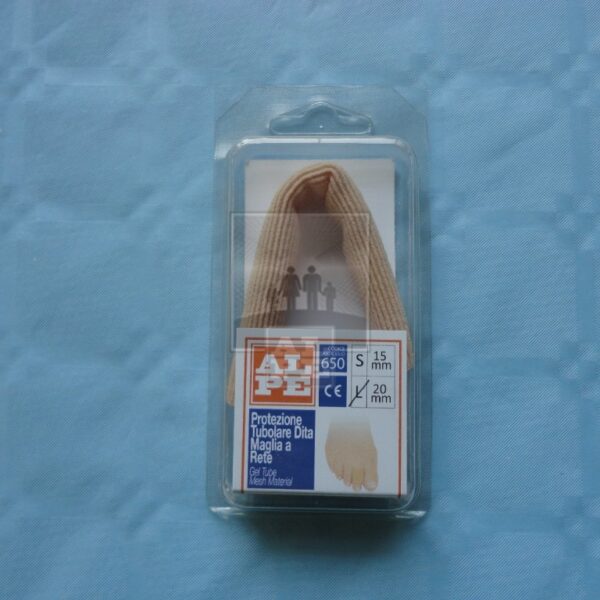 AL
PE
650
CE
S 15 mm
L 20 mm
Protezione
Tubolare Dita
Maglia a
Rete
Gel Tube
Mesh Material